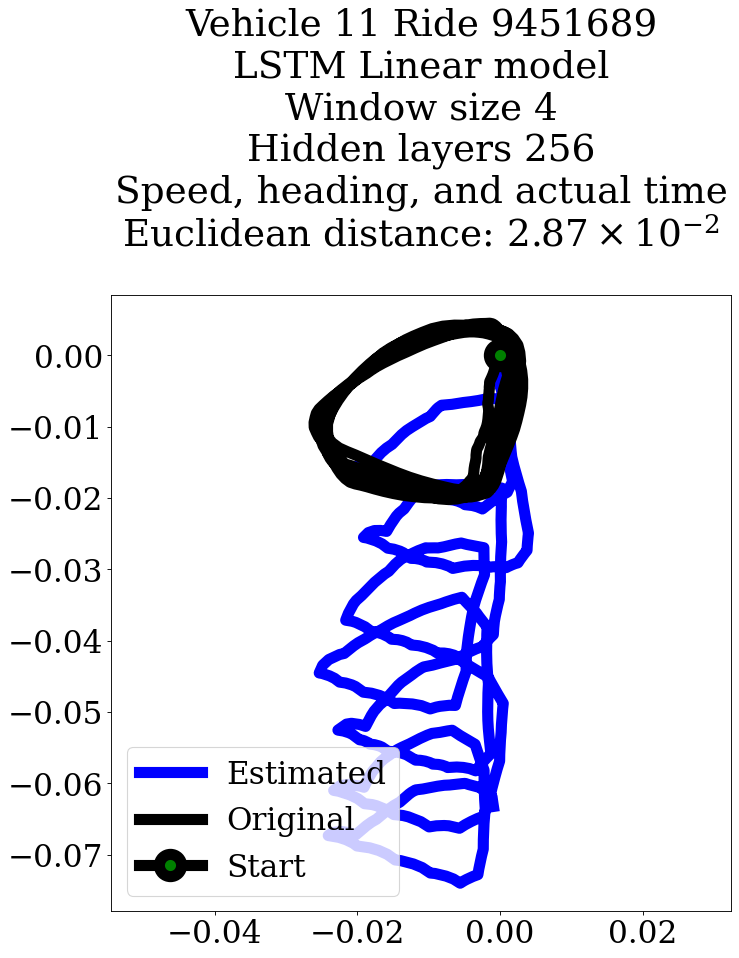 Vehicle 11 Ride 9451689
LSTM Linear model
Window size 4
Hidden layers 256
Speed, heading, and actual time
Euclidean distance: 2.87 × 10⁻²
0.00
−0.01
−0.02
−0.03
−0.04
−0.05
−0.06
−0.07
Estimated
Original
Start
−0.04
−0.02
0.00
0.02